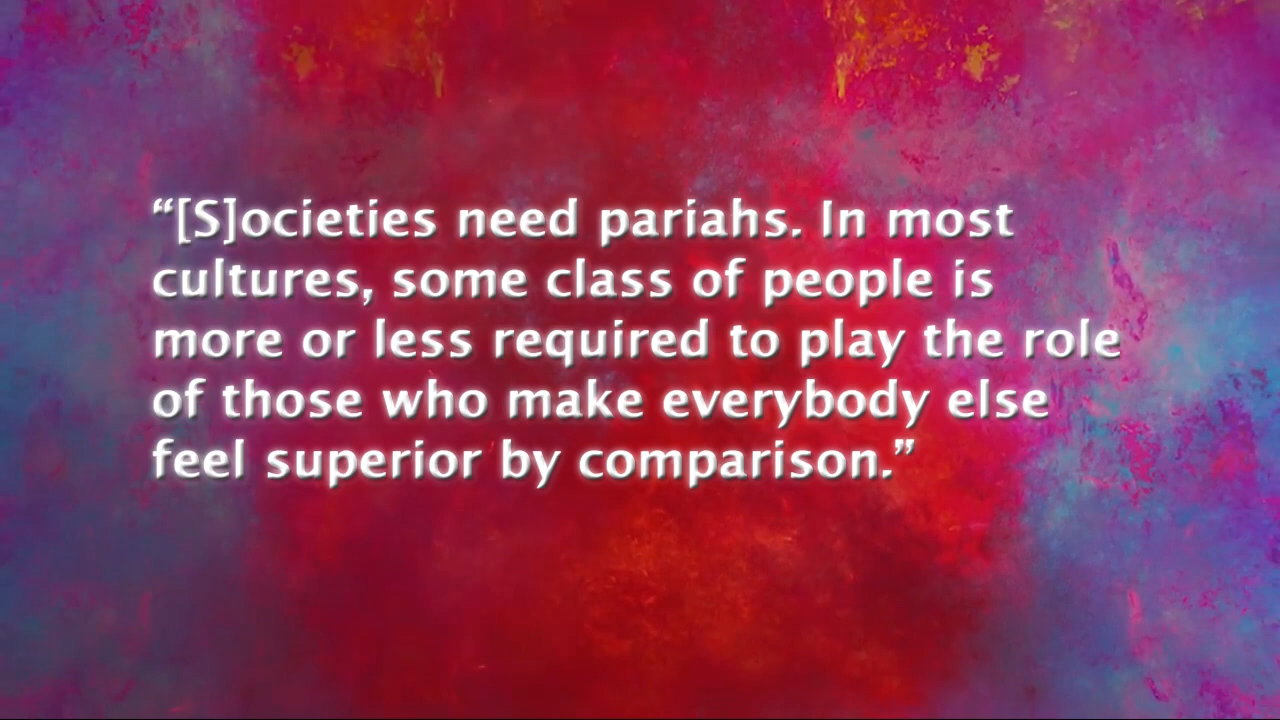 “[S]ocieties need pariahs. In most
cultures, some class of people is
more or less required to play the role
of those who make everybody else
feel superior by comparison.”